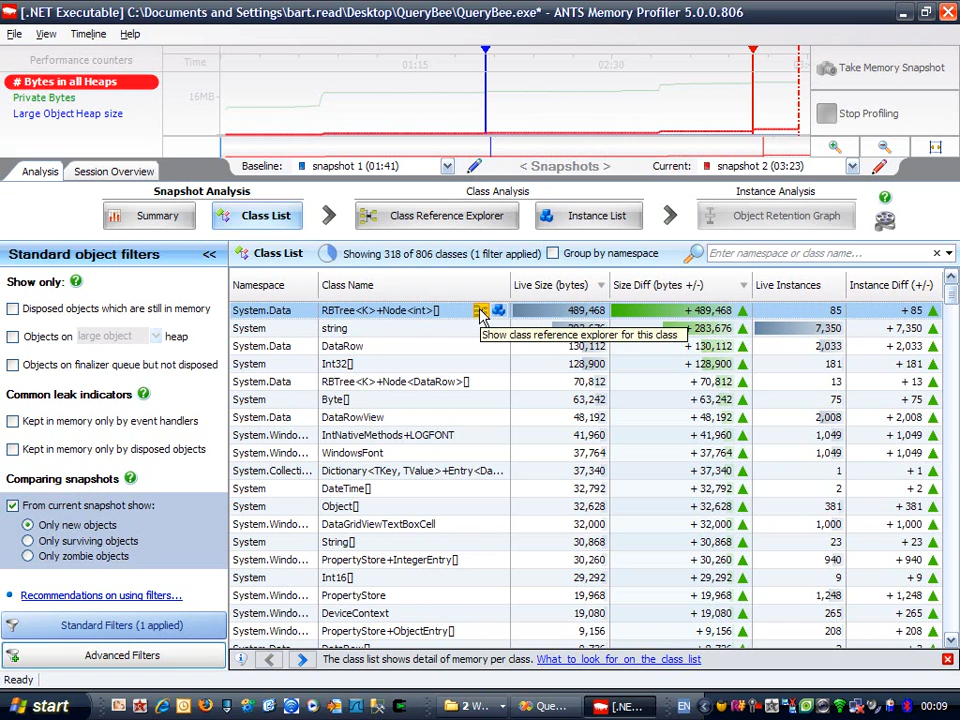 [.NET Executable] C:\Documents and Settings\bart.read\Desktop\QueryBee\QueryBee.exe* - ANTS Memory Profiler 5.0.0.806
File View Timeline Help
Performance counters
# Bytes in all Heaps
Private Bytes
Large Object Heap size
Time 01:15 02:30
16MB
Take Memory Snapshot
Stop Profiling
Baseline: snapshot 1 (01:41) < Snapshots > Current: snapshot 2 (03:23)
Analysis Session Overview
Snapshot Analysis Class Analysis Instance Analysis
Summary Class List Class Reference Explorer Instance List Object Retention Graph
Standard object filters <<
Show only:
Disposed objects which are still in memory
Objects on large object heap
Objects on finalizer queue but not disposed
Common leak indicators
Kept in memory only by event handlers
Kept in memory only by disposed objects
Comparing snapshots
From current snapshot show:
Only new objects
Only surviving objects
Only zombie objects
Recommendations on using filters...
Standard Filters (1 applied)
Advanced Filters
Class List Showing 318 of 806 classes (1 filter applied) Group by namespace Enter namespace or class name...
Namespace Class Name Live Size (bytes) Size Diff (bytes +/-) Live Instances Instance Diff (+/-)
System.Data RBTree<K>+Node<int>[] 489,468 + 489,468 85 + 85
System string + 283,676 7,350 + 7,350
Show class reference explorer for this class
System.Data DataRow 130,112 + 130,112 2,033 + 2,033
System Int32[] 128,900 + 128,900 181 + 181
System.Data RBTree<K>+Node<DataRow>[] 70,812 + 70,812 13 + 13
System Byte[] 63,242 + 63,242 75 + 75
System.Data DataRowView 48,192 + 48,192 2,008 + 2,008
System.Windo... IntNativeMethods+LOGFONT 41,960 + 41,960 1,049 + 1,049
System.Windo... WindowsFont 37,764 + 37,764 1,049 + 1,049
System.Collecti... Dictionary<TKey, TValue>+Entry<Da... 37,340 + 37,340 1 + 1
System DateTime[] 32,792 + 32,792 2 + 2
System Object[] 32,628 + 32,628 381 + 381
System.Windo... DataGridViewTextBoxCell 32,000 + 32,000 1,000 + 1,000
System String[] 30,868 + 30,868 23 + 23
System.Windo... PropertyStore+IntegerEntry[] 30,260 + 30,260 940 + 940
System Int16[] 29,292 + 29,292 9 + 9
System.Windo... PropertyStore 19,968 + 19,968 1,248 + 1,248
System.Windo... DeviceContext 19,080 + 19,080 265 + 265
System.Windo... PropertyStore+ObjectEntry[] 9,156 + 9,156 208 + 208
The class list shows detail of memory per class. What to look for on the class list
Ready
start 2 W... Que... [.NE... EN 00:09